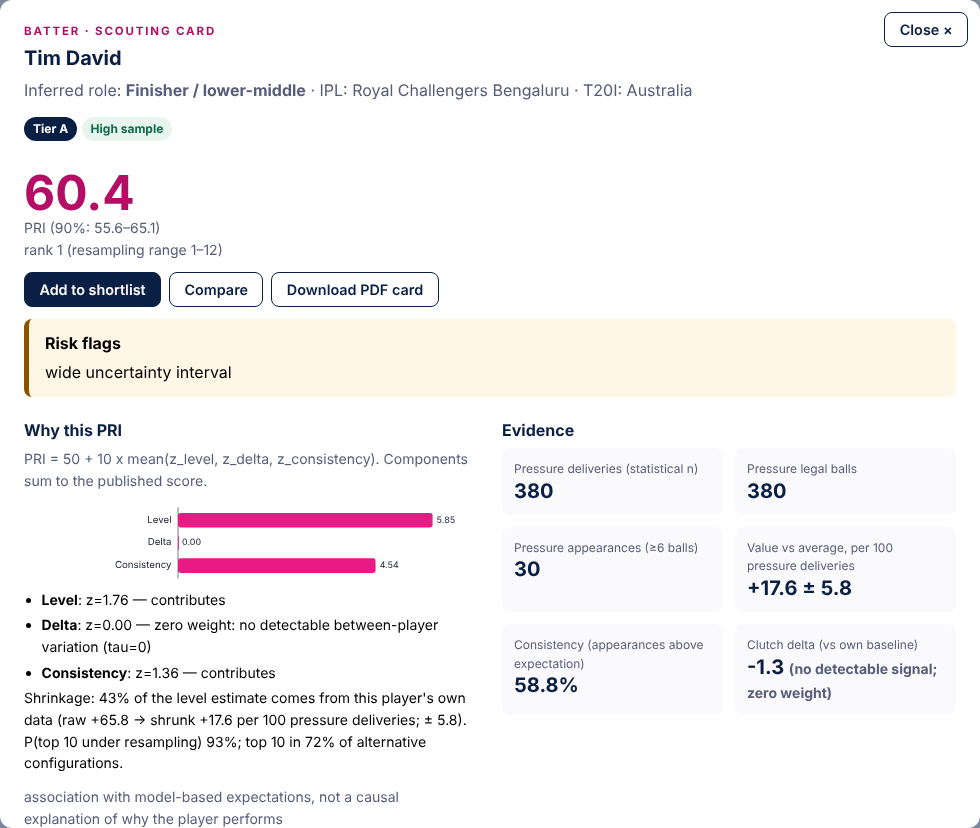 BATTER · SCOUTING CARD
Close ×
Tim David
Inferred role: Finisher / lower-middle · IPL: Royal Challengers Bengaluru · T20I: Australia
Tier A
High sample
60.4
PRI (90%: 55.6–65.1)
rank 1 (resampling range 1–12)
Add to shortlist
Compare
Download PDF card
Risk flags
wide uncertainty interval
Why this PRI
PRI = 50 + 10 x mean(z_level, z_delta, z_consistency). Components
sum to the published score.
Level 5.85
Delta 0.00
Consistency 4.54
• Level: z=1.76 — contributes
• Delta: z=0.00 — zero weight: no detectable between-player
variation (tau=0)
• Consistency: z=1.36 — contributes
Shrinkage: 43% of the level estimate comes from this player's own
data (raw +65.8 → shrunk +17.6 per 100 pressure deliveries; ± 5.8).
P(top 10 under resampling) 93%; top 10 in 72% of alternative
configurations.
association with model-based expectations, not a causal
explanation of why the player performs
Evidence
Pressure deliveries (statistical n)
380
Pressure legal balls
380
Pressure appearances (≥6 balls)
30
Value vs average, per 100
pressure deliveries
+17.6 ± 5.8
Consistency (appearances above
expectation)
58.8%
Clutch delta (vs own baseline)
-1.3 (no detectable signal;
zero weight)